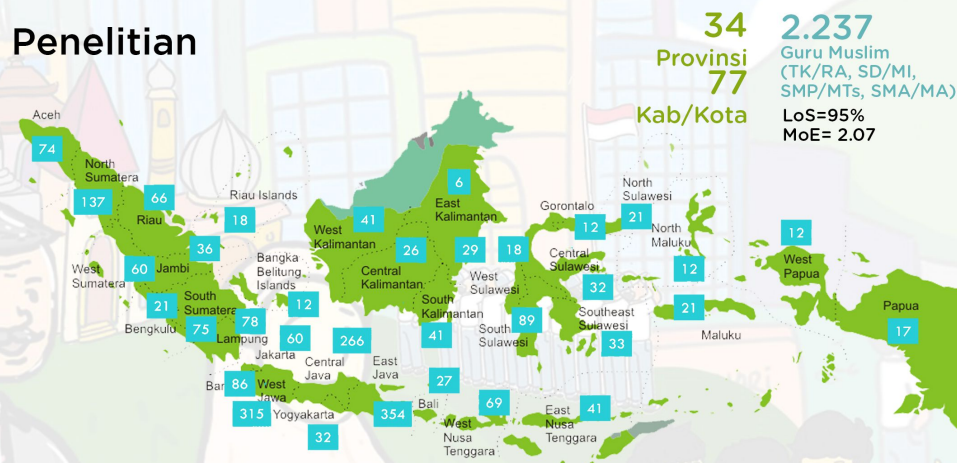 Penelitian
34
Provinsi
77
Kab/Kota
2.237
Guru Muslim
(TK/RA, SD/MI,
SMP/MTs, SMA/MA)
LoS=95%
MoE= 2.07
Aceh
74
North
Sumatera
137
66
Riau
Riau Islands
18
36
West
Sumatera
60
Jambi
Bangka
Belitung
Islands
12
21
Bengkulu
South
Sumatera
75
78
Lampung
60
Jakarta
266
Central
Java
East
Java
86
West
Jawa
315
Yogyakarta
32
354
27
Bali
69
West
Nusa
Tenggara
East
Nusa
Tenggara
41
West
Kalimantan
41
6
East
Kalimantan
26
Central
Kalimantan
29
South
Kalimantan
41
18
West
Sulawesi
Gorontalo
12
North
Sulawesi
21
Central
Sulawesi
32
South
Sulawesi
89
Southeast
Sulawesi
33
North
Maluku
12
21
Maluku
12
West
Papua
Papua
17